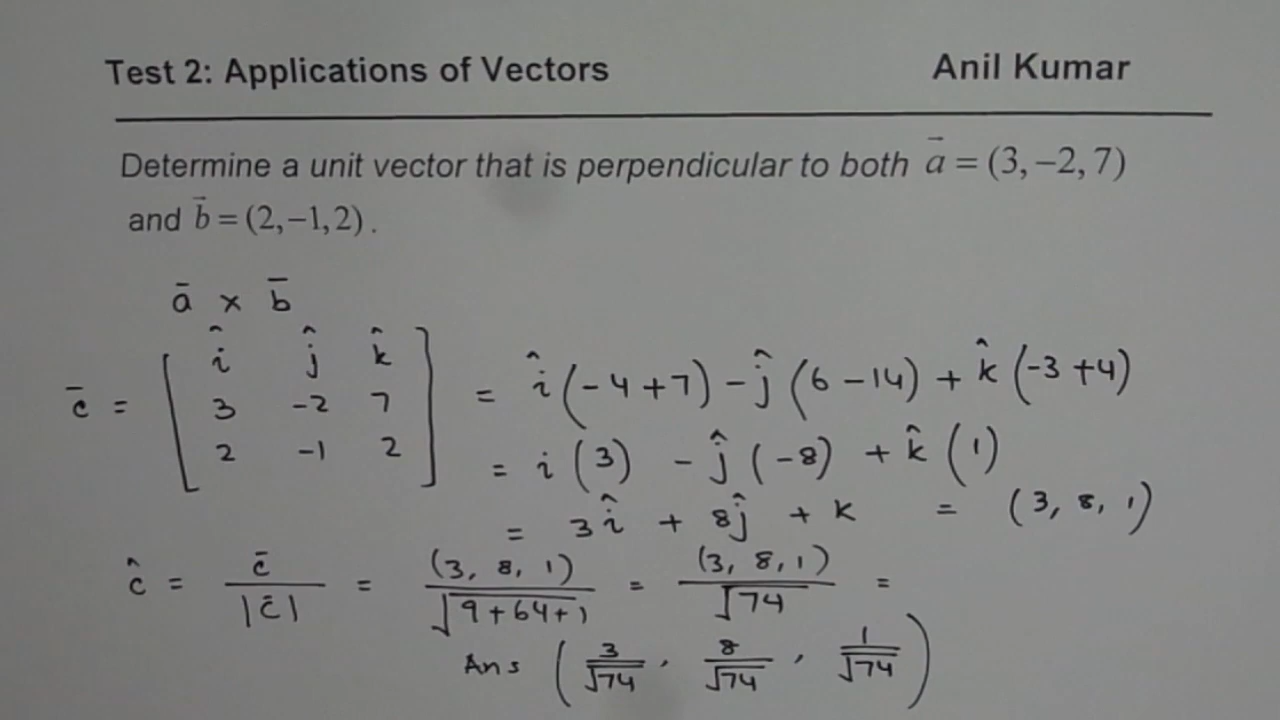 Test 2: Applications of Vectors Anil Kumar
Determine a unit vector that is perpendicular to both a⃗ = (3, −2, 7)
and b⃗ = (2, −1, 2).
a̅ × b̅
c̅ = [ î ĵ k̂ = î (−4 + 7) − ĵ (6 − 14) + k̂ (−3 + 4)
3 −2 7
2 −1 2 ] = i (3) − ĵ (−8) + k̂ (1)
= 3î + 8ĵ + k = (3, 8, 1)
ĉ = c̅ / |c̅| = (3, 8, 1) / √9 + 64 + 1 = (3, 8, 1) / √74 =
Ans (3/√74, 8/√74, 1/√74)